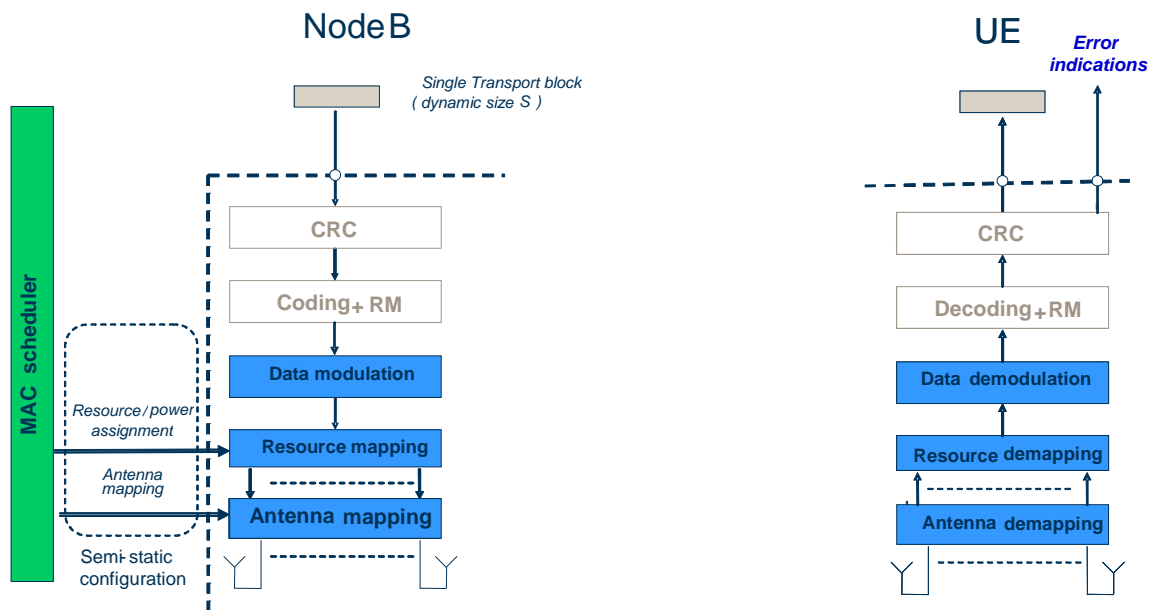 Node B
UE
Error
indications
Single Transport block
( dynamic size S )
MAC scheduler
CRC
Coding+ RM
Data modulation
Resource mapping
Antenna mapping
Resource/ power
assignment
Antenna
mapping
Semi-static
configuration
CRC
Decoding+RM
Data demodulation
Resource demapping
Antenna demapping